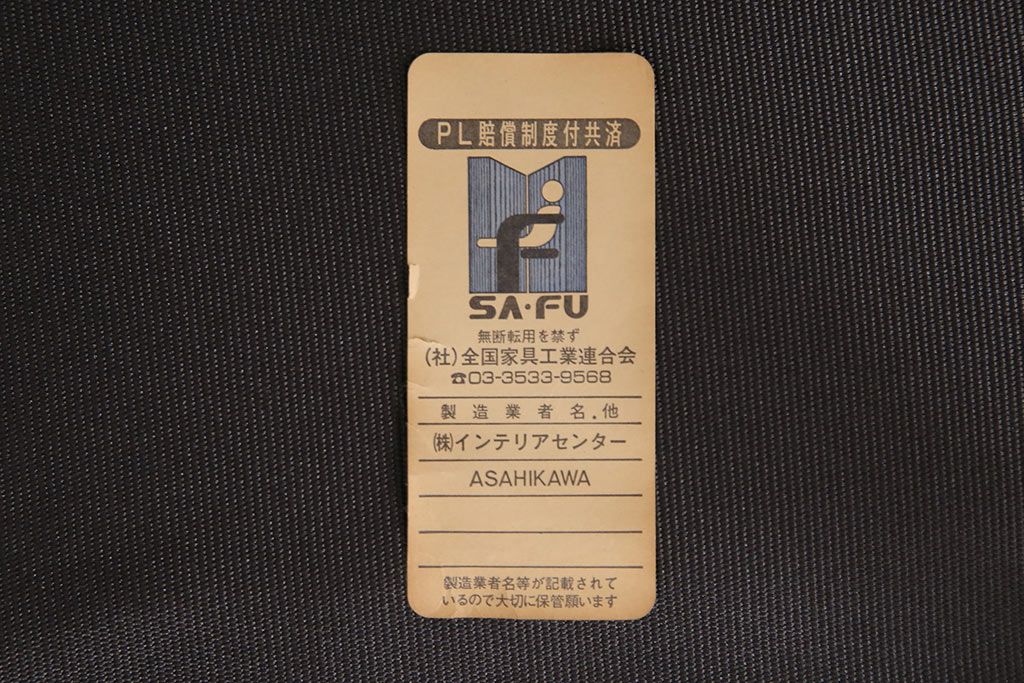 PL賠償制度付共済
SA・FU
無断転用を禁ず
(社)全国家具工業連合会
☎03-3533-9568
製造業者名.他
㈱インテリアセンター
ASAHIKAWA
製造業者名等が記載されて
いるので大切に保管願います